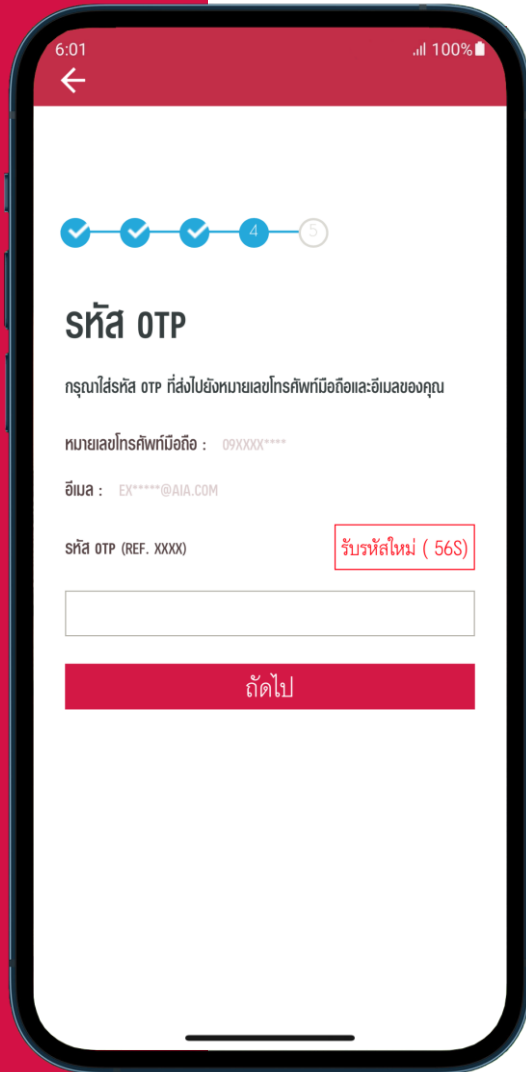 6:01
100%
4
5
รหัส OTP
กรุณาใส่รหัส OTP ที่ส่งไปยังหมายเลขโทรศัพท์มือถือและอีเมลของคุณ
หมายเลขโทรศัพท์มือถือ : 09XXXX****
อีเมล : EX*****@AIA.COM
รหัส OTP (REF. XXXX)
รับรหัสใหม่ ( 56S)
ถัดไป